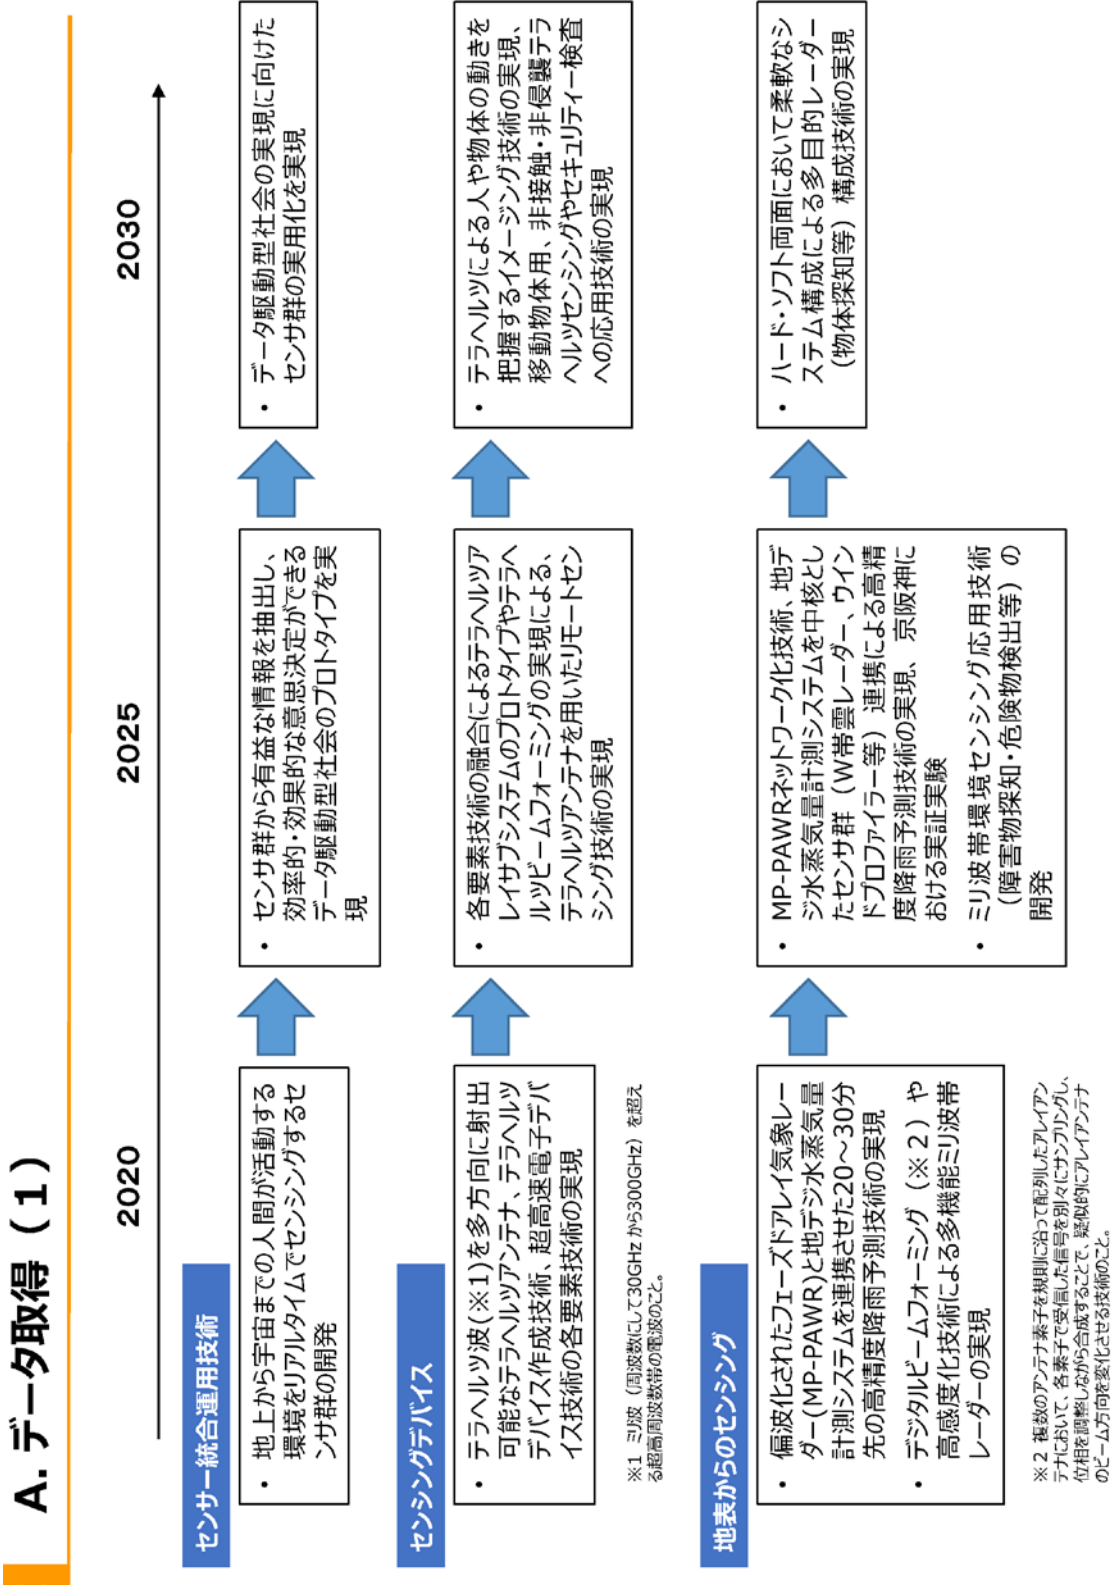 A. データ取得（１）
2020
2025
2030
センサー統合運用技術
• 地上から宇宙までの人間が活動する
環境をリアルタイムでセンシングするセ
ンサ群の開発
• センサ群から有益な情報を抽出し、
効率的・効果的な意思決定ができる
データ駆動型社会のプロトタイプを実
現
• データ駆動型社会の実現に向けた
センサ群の実用化を実現
センシングデバイス
• テラヘルツ波(※1)を多方向に射出
可能なテラヘルツアンテナ、テラヘルツ
デバイス作成技術、超高速電子デバ
イス技術の各要素技術の実現
• 各要素技術の融合によるテラヘルツア
レイサブシステムのプロトタイプやテラヘ
ルツビームフォーミングの実現による、
テラヘルツアンテナを用いたリモートセン
シング技術の実現
• テラヘルツによる人や物体の動きを
把握するイメージング技術の実現、
移動物体用、非接触・非侵襲テラ
ヘルツセンシングやセキュリティー検査
への応用技術の実現
※1 ミリ波（周波数にして30GHz から300GHz）を超え
る超高周波数帯の電波のこと。
地表からのセンシング
• 偏波化されたフェーズドアレイ気象レー
ダー(MP-PAWR)と地デジ水蒸気量
計測システムを連携させた20～30分
先の高精度降雨予測技術の実現
• デジタルビームフォーミング（※２）や
高感度化技術による多機能ミリ波帯
レーダーの実現
• MP-PAWRネットワーク化技術、地デ
ジ水蒸気量計測システムを中核とし
たセンサ群（W帯雲レーダー、ウイン
ドプロファイラー等）連携による高精
度降雨予測技術の実現、京阪神に
おける実証実験
• ミリ波帯環境センシング応用技術
（障害物探知・危険物検出等）の
開発
• ハード・ソフト両面において柔軟なシ
ステム構成による多目的レーダー
（物体探知等）構成技術の実現
※２ 複数のアンテナ素子を規則に沿って配列したアレイアン
テナにおいて、各素子で受信した信号を別々にサンプリングし、
位相を調整しながら合成することで、疑似的にアレイアンテナ
のビーム方向を変化させる技術のこと。